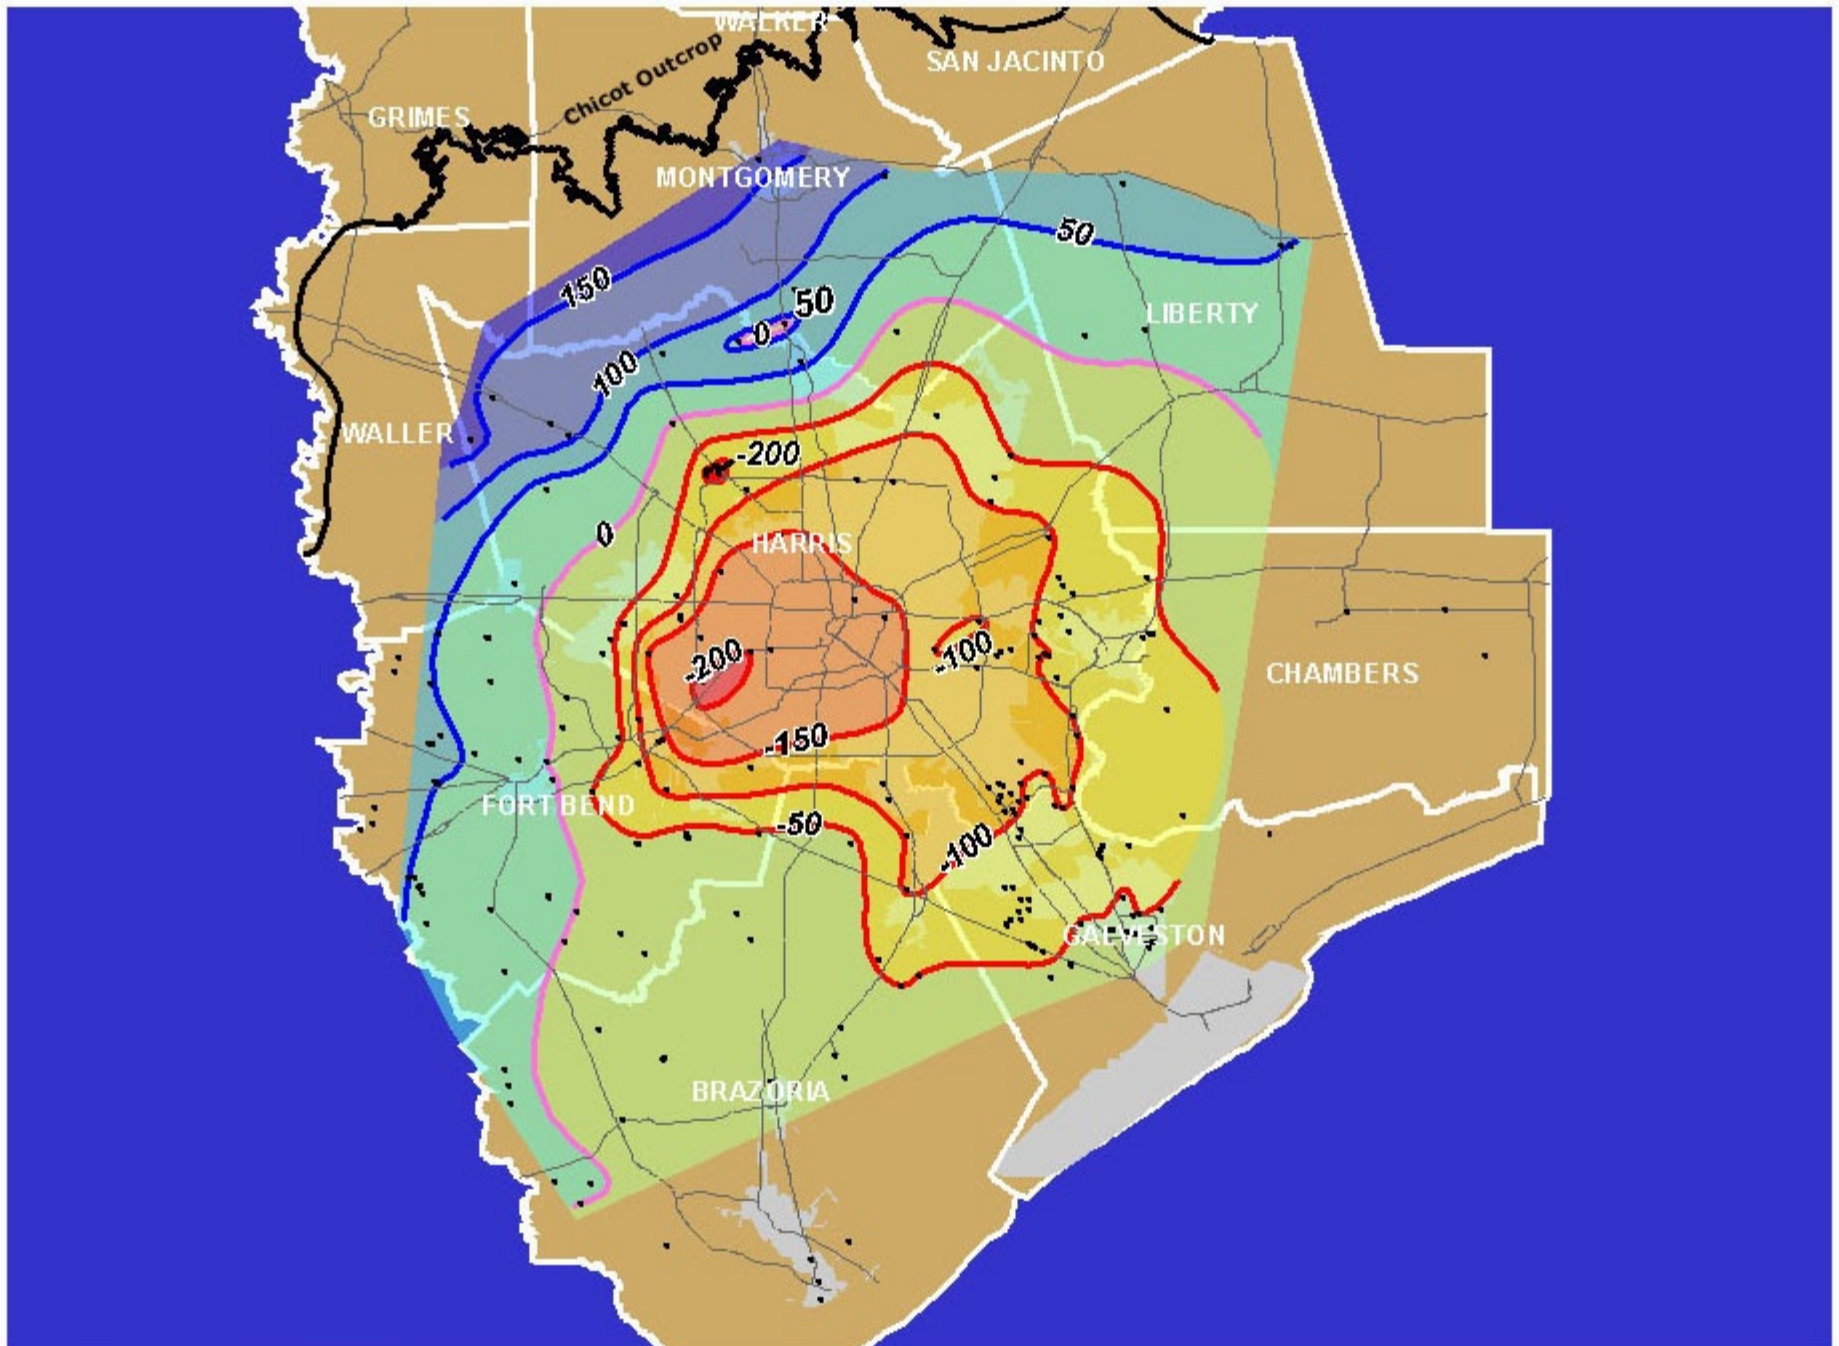 WALKER
SAN JACINTO
Chicot Outcrop
GRIMES
MONTGOMERY
50
150
50
LIBERTY
0
100
WALLER
-200
0
HARRIS
-100
-200
CHAMBERS
-150
FORT BEND
-50
-100
GALVESTON
BRAZORIA